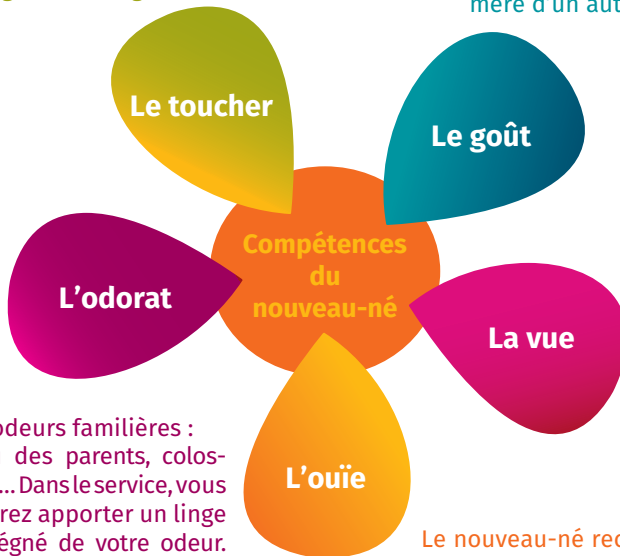 mère d'un aut
Le toucher
Le goût
Compétences
du
nouveau-né
L'odorat
La vue
L'ouïe
odeurs familières :
des parents, colos-
... Dans le service, vous
rez apporter un linge
égné de votre odeur.
Le nouveau-né rec